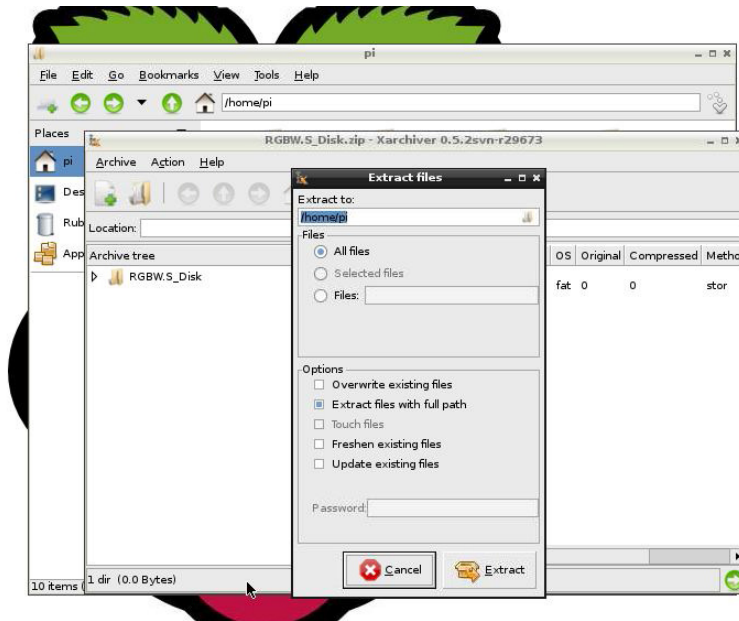 pi
File Edit Go Bookmarks View Tools Help
/home/pi
Places
pi
Des
Rub
App
10 items (
RGBW.S_Disk.zip - Xarchiver 0.5.2svn-r29673
Archive Action Help
Location:
Archive tree
RGBW.S_Disk
OS Original Compressed Metho
fat 0 0 stor
1 dir (0.0 Bytes)
Extract files
Extract to:
/home/pi
Files
All files
Selected files
Files:
Options
Overwrite existing files
Extract files with full path
Touch files
Freshen existing files
Update existing files
Password:
Cancel Extract